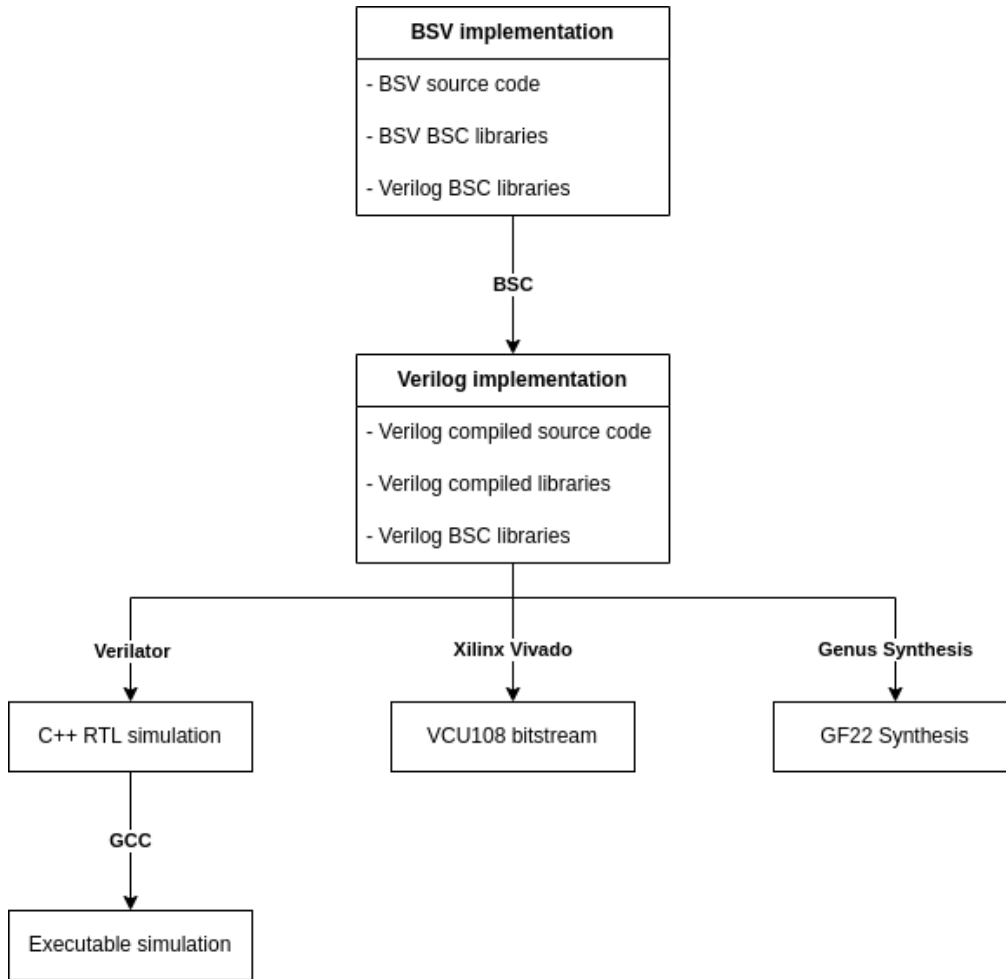 BSV implementation
- BSV source code
- BSV BSC libraries
- Verilog BSC libraries
BSC
Verilog implementation
- Verilog compiled source code
- Verilog compiled libraries
- Verilog BSC libraries
Verilator
Xilinx Vivado
Genus Synthesis
C++ RTL simulation
VCU108 bitstream
GF22 Synthesis
GCC
Executable simulation